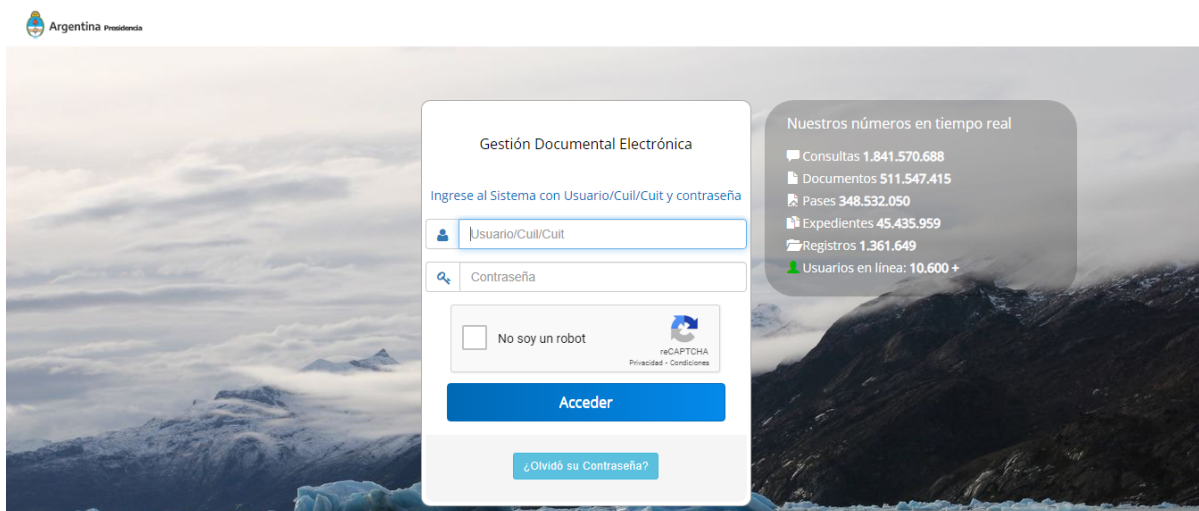 Argentina Presidencia
Gestión Documental Electrónica
Ingrese al Sistema con Usuario/Cuil/Cuit y contraseña
Usuario/Cuil/Cuit
Contraseña
No soy un robot
reCAPTCHA
Privacidad - Condiciones
Acceder
¿Olvidó su Contraseña?
Nuestros números en tiempo real
Consultas 1.841.570.688
Documentos 511.547.415
Pases 348.532.050
Expedientes 45.435.959
Registros 1.361.649
Usuarios en línea: 10.600 +